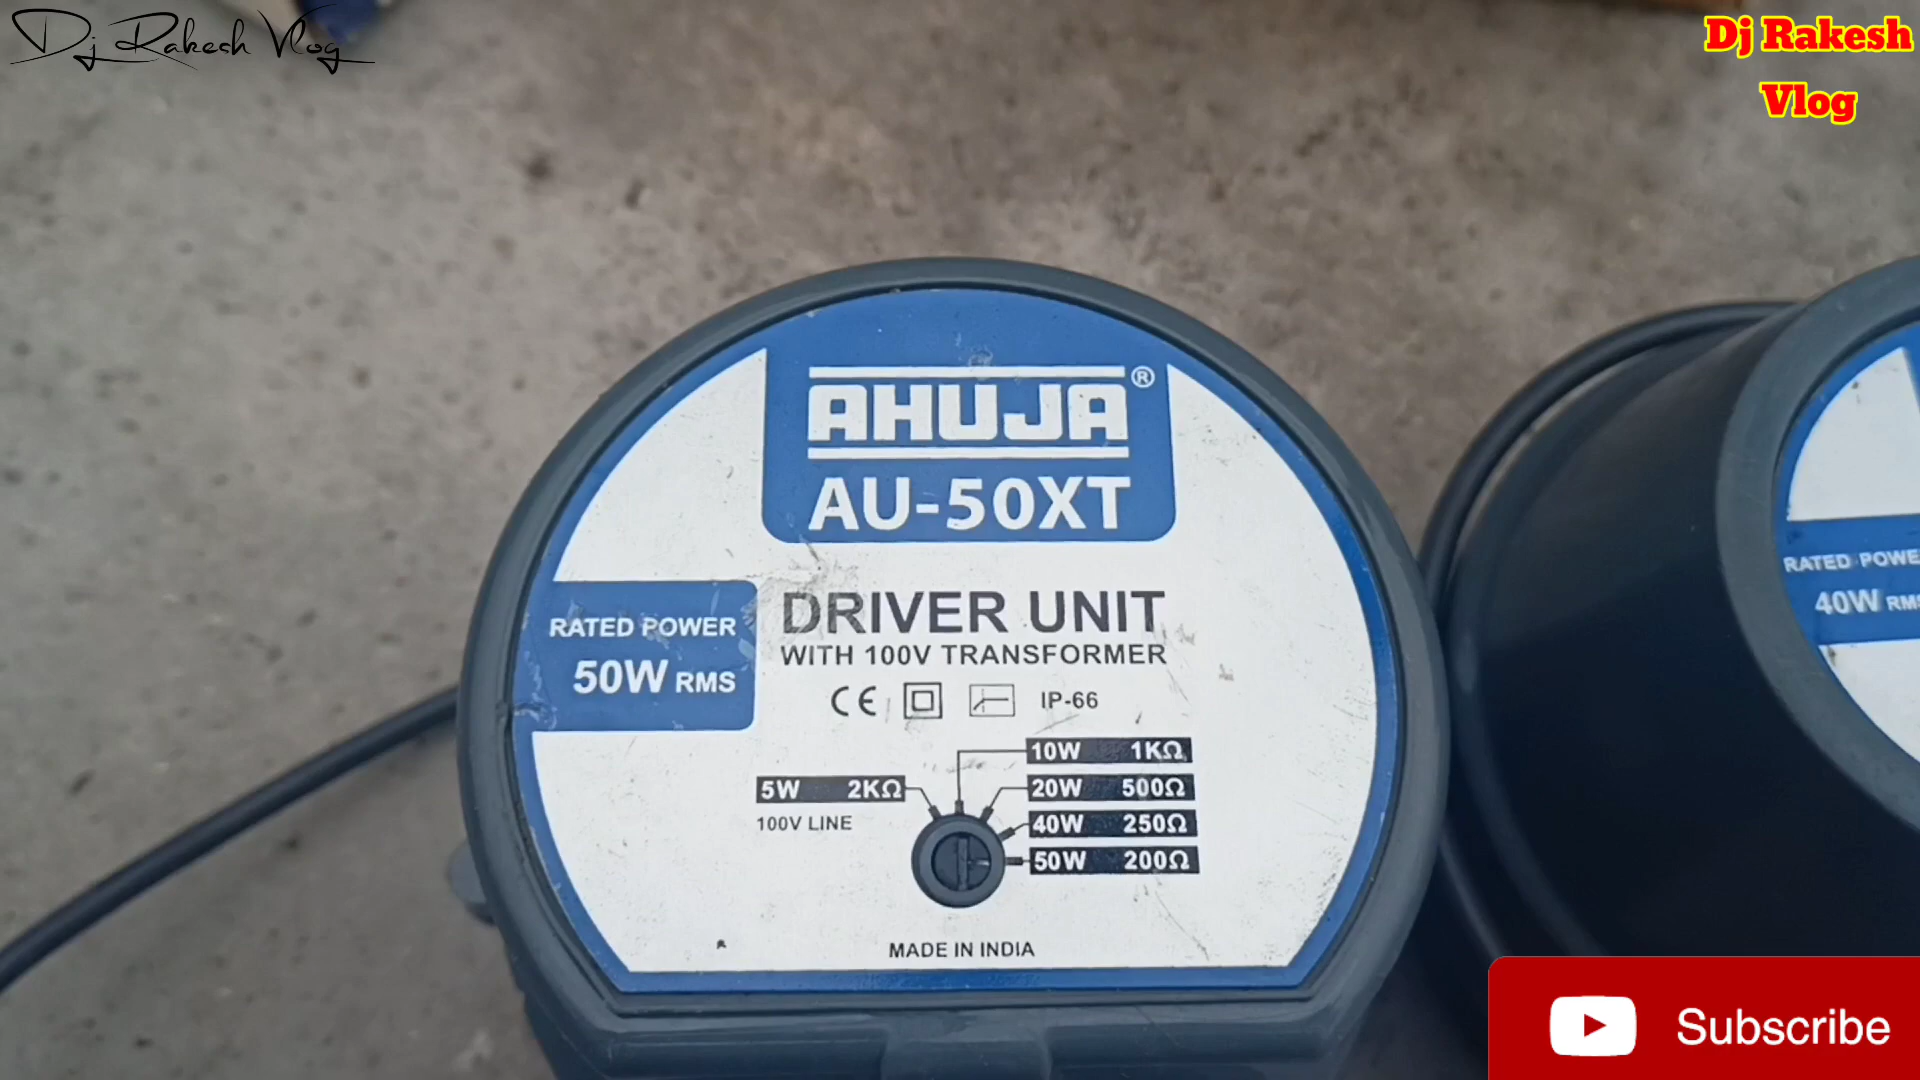 Dj Rakesh Vlog
Dj Rakesh
Vlog
AHUJA®
AU-50XT
DRIVER UNIT
WITH 100V TRANSFORMER
RATED POWER
50W RMS
CE IP-66
10W 1KΩ
5W 2KΩ
20W 500Ω
100V LINE
40W 250Ω
50W 200Ω
MADE IN INDIA
RATED POWE
40W RMS
Subscribe